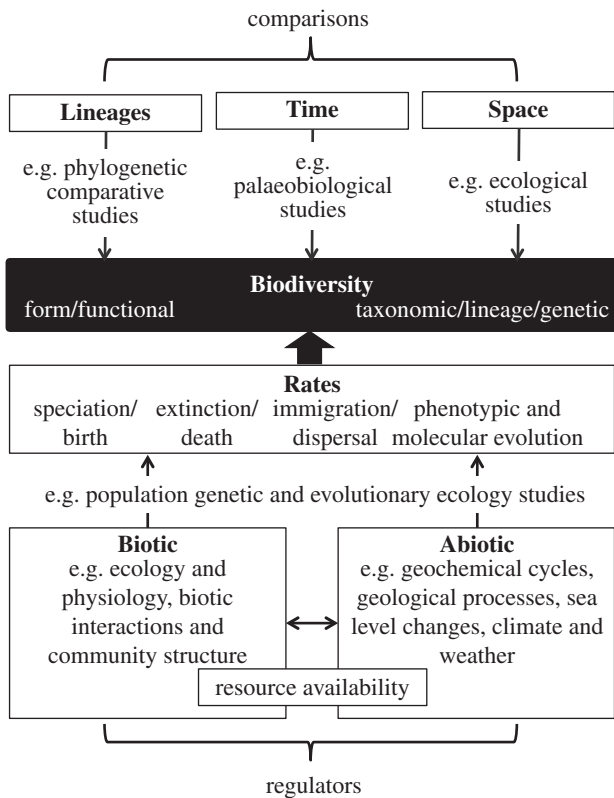 comparisons
Lineages
Time
Space
e.g. phylogenetic
comparative
studies
e.g.
palaeobiological
studies
e.g. ecological
studies
Biodiversity
form/functional
taxonomic/lineage/genetic
Rates
speciation/
birth
extinction/
death
immigration/
dispersal
phenotypic and
molecular evolution
e.g. population genetic and evolutionary ecology studies
Biotic
e.g. ecology and
physiology, biotic
interactions and
community structure
Abiotic
e.g. geochemical cycles,
geological processes, sea
level changes, climate and
weather
resource availability
regulators